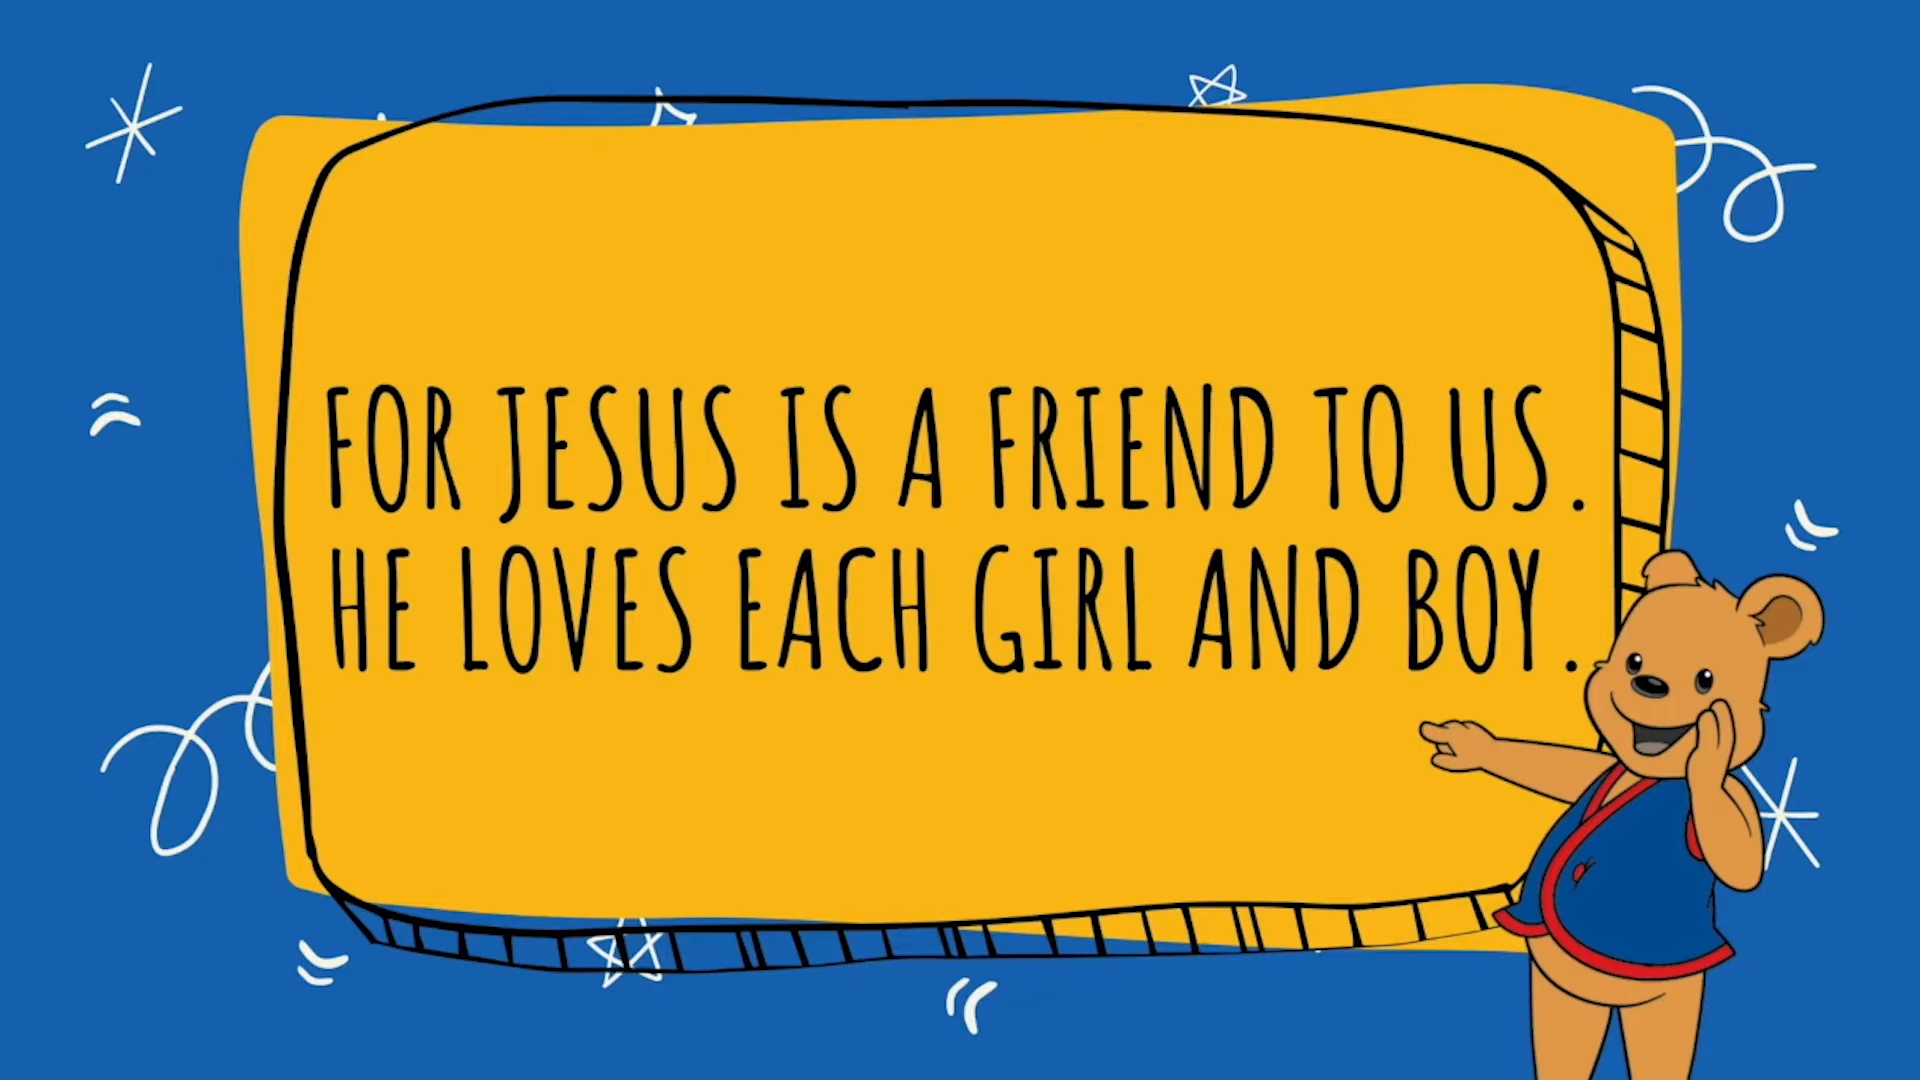 FOR JESUS IS A FRIEND TO US.
HE LOVES EACH GIRL AND BOY.